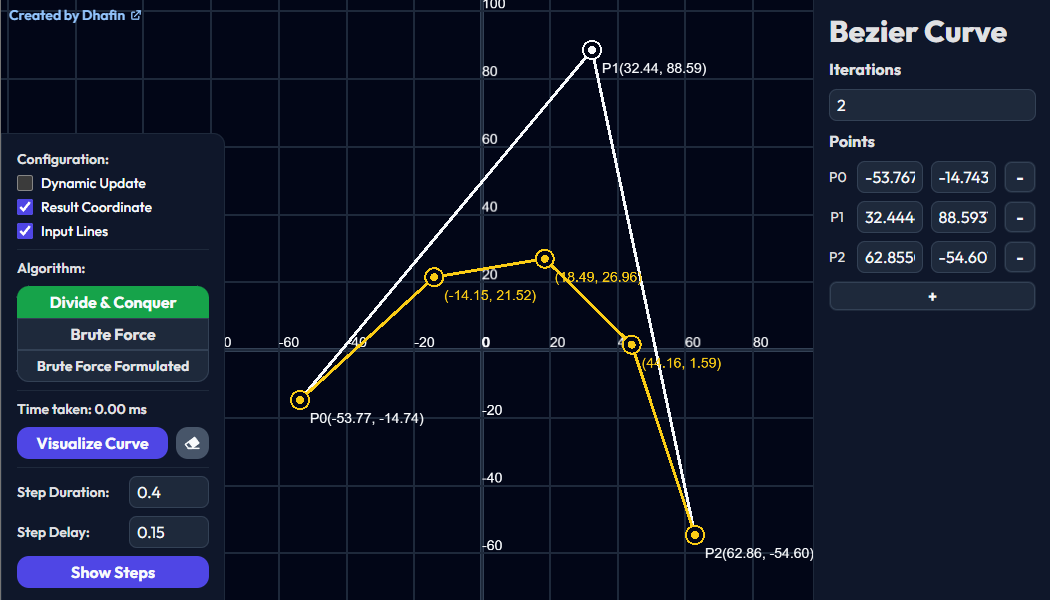 Created by Dhafin
Configuration:
Dynamic Update
Result Coordinate
Input Lines
Algorithm:
Divide & Conquer
Brute Force
Brute Force Formulated
Time taken: 0.00 ms
Visualize Curve
Step Duration:
0.4
Step Delay:
0.15
Show Steps
100
80
60
40
20
0
-20
-40
-60
0
-60
-40
-20
20
60
80
P1(32.44, 88.59)
(18.49, 26.96)
(-14.15, 21.52)
(44.16, 1.59)
P0(-53.77, -14.74)
P2(62.86, -54.60)
Bezier Curve
Iterations
2
Points
P0 -53.767 -14.743 -
P1 32.444 88.593 -
P2 62.855 -54.60 -
+